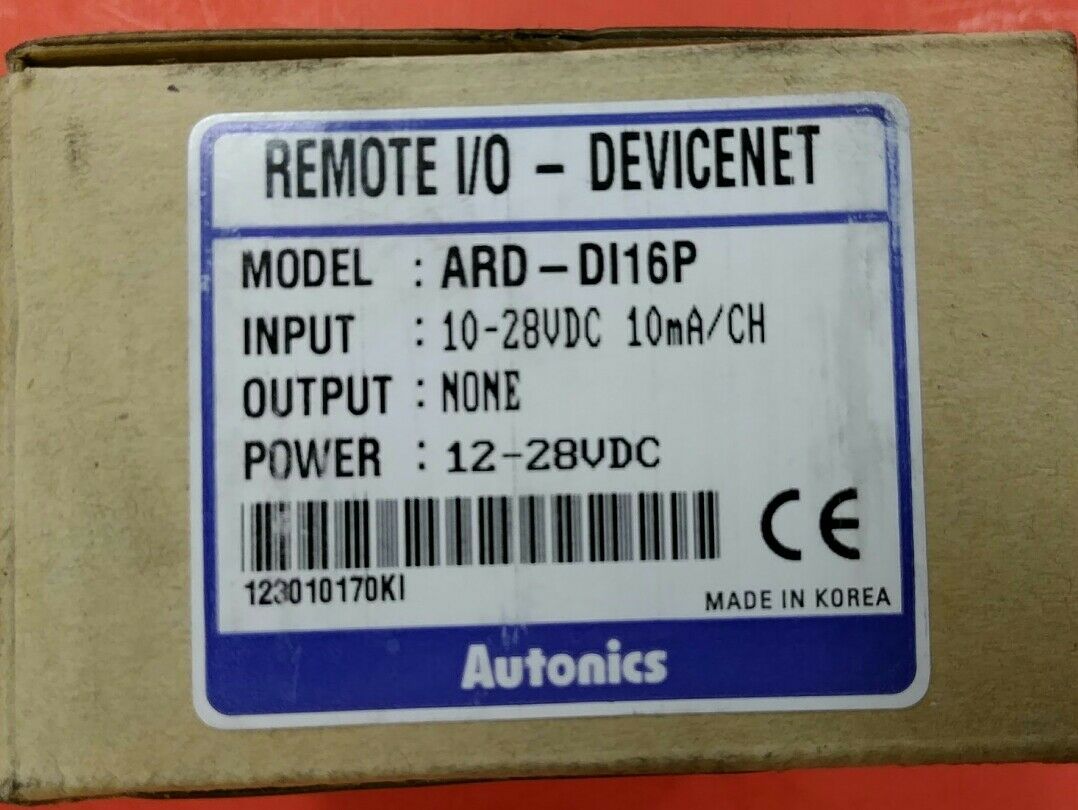 REMOTE I/O - DEVICENET
MODEL : ARD-DI16P
INPUT : 10-28VDC 10mA/CH
OUTPUT : NONE
POWER : 12-28VDC
CE
123010170KI
MADE IN KOREA
Autonics